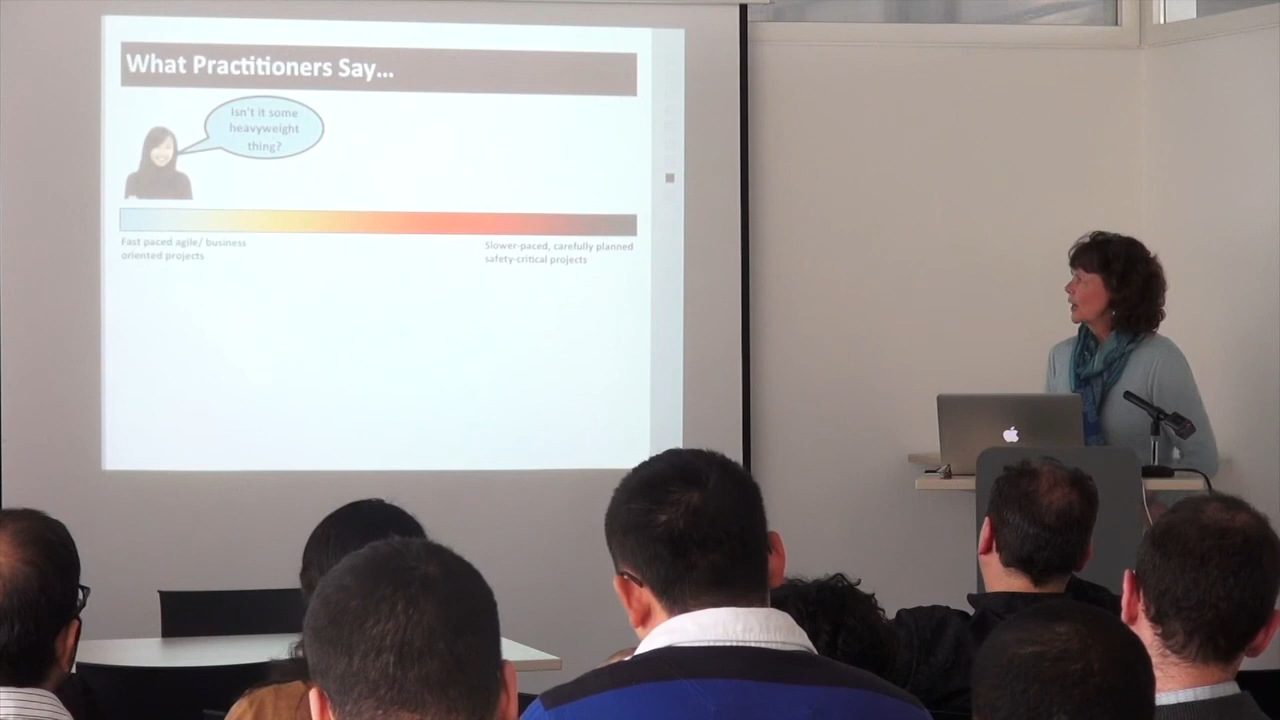 What Practitioners Say...
Isn't it some
heavyweight
thing?
Fast paced agile/ business
oriented projects
Slower-paced, carefully planned
safety-critical projects